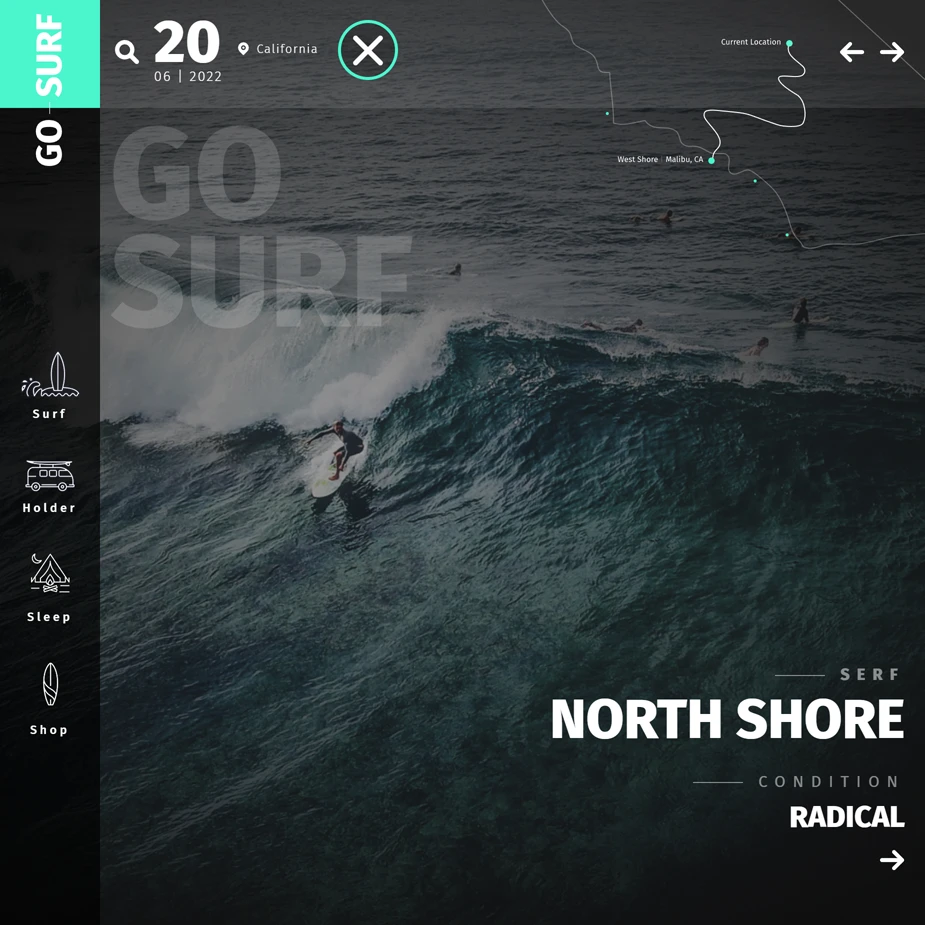 GO SURF
20
06 | 2022
California
Current Location
West Shore | Malibu, CA
GO
SURF
Surf
Holder
Sleep
Shop
SERF
NORTH SHORE
CONDITION
RADICAL